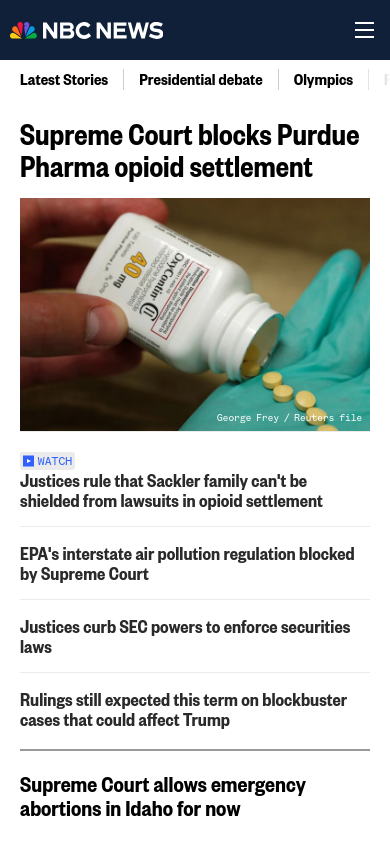 NBC NEWS
Latest Stories
Presidential debate
Olympics
Supreme Court blocks Purdue
Pharma opioid settlement
40 mg
OxyContin
CII
George Frey / Reuters file
WATCH
Justices rule that Sackler family can't be
shielded from lawsuits in opioid settlement
EPA's interstate air pollution regulation blocked
by Supreme Court
Justices curb SEC powers to enforce securities
laws
Rulings still expected this term on blockbuster
cases that could affect Trump
Supreme Court allows emergency
abortions in Idaho for now